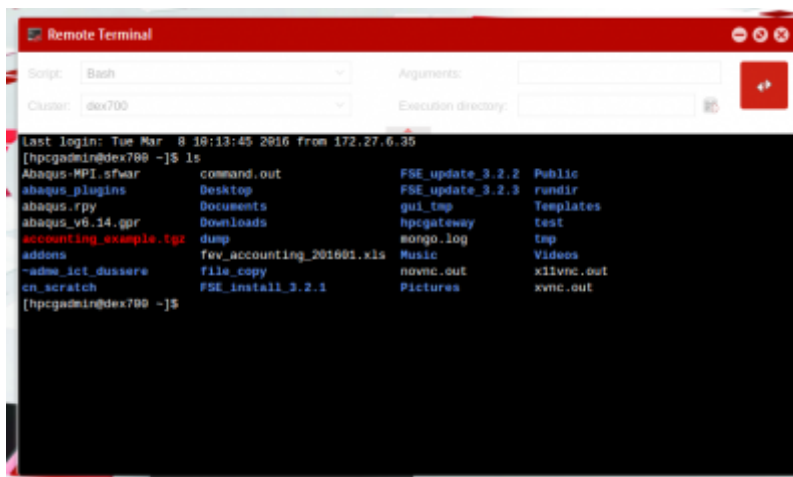 Remote Terminal
Script: Bash Arguments:
Cluster: dex700 Execution directory:
Last login: Tue Mar 8 10:13:45 2016 from 172.27.6.35
[hpcgadmin@dex700 ~]$ ls
Abaqus-MPI.sfwar command.out FSE_update_3.2.2 Public
abaqus_plugins Desktop FSE_update_3.2.3 rundir
abaqus.rpy Documents gui_tmp Templates
abaqus_v6.14.gpr Downloads hpcgateway test
accounting_example.tgz dump mongo.log tmp
addons fev_accounting_201601.xls Music Videos
~adme_ict_dussere file_copy novnc.out x11vnc.out
cn_scratch FSE_install_3.2.1 Pictures xvnc.out
[hpcgadmin@dex700 ~]$